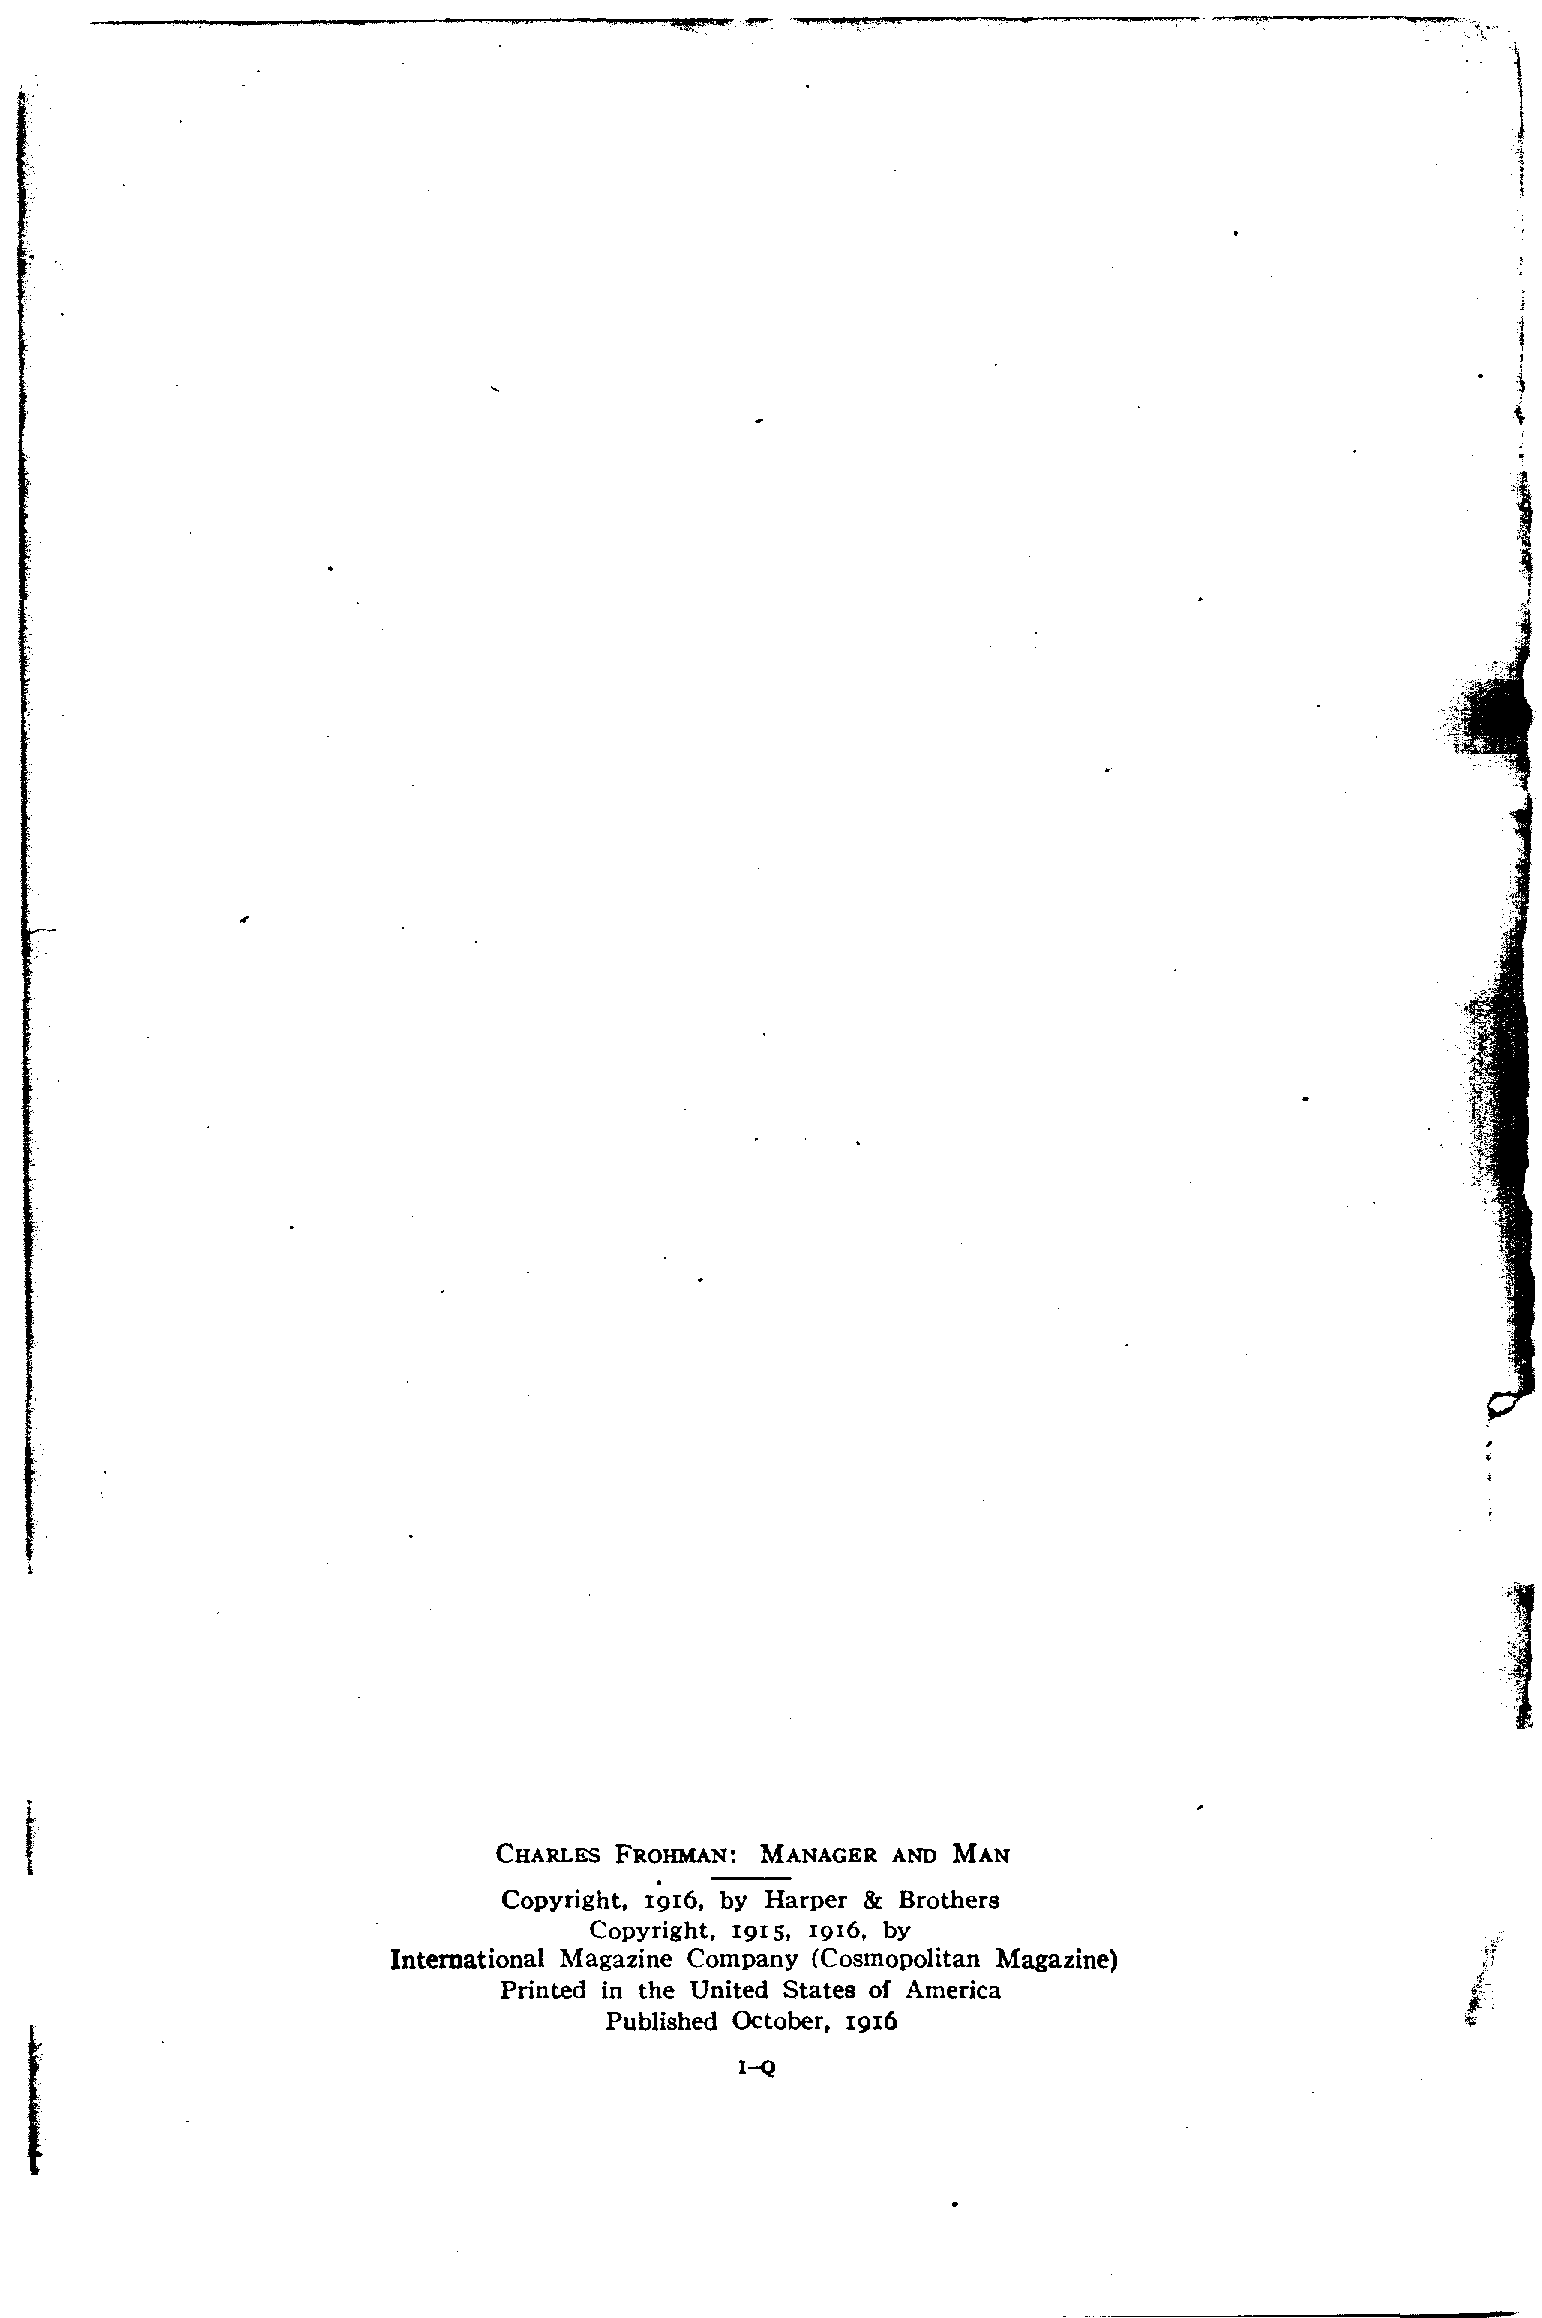 CHARLES FROHMAN: MANAGER AND MAN
Copyright, 1916, by Harper & Brothers
Copyright, 1915, 1916, by
International Magazine Company (Cosmopolitan Magazine)
Printed in the United States of America
Published October, 1916
I–Q